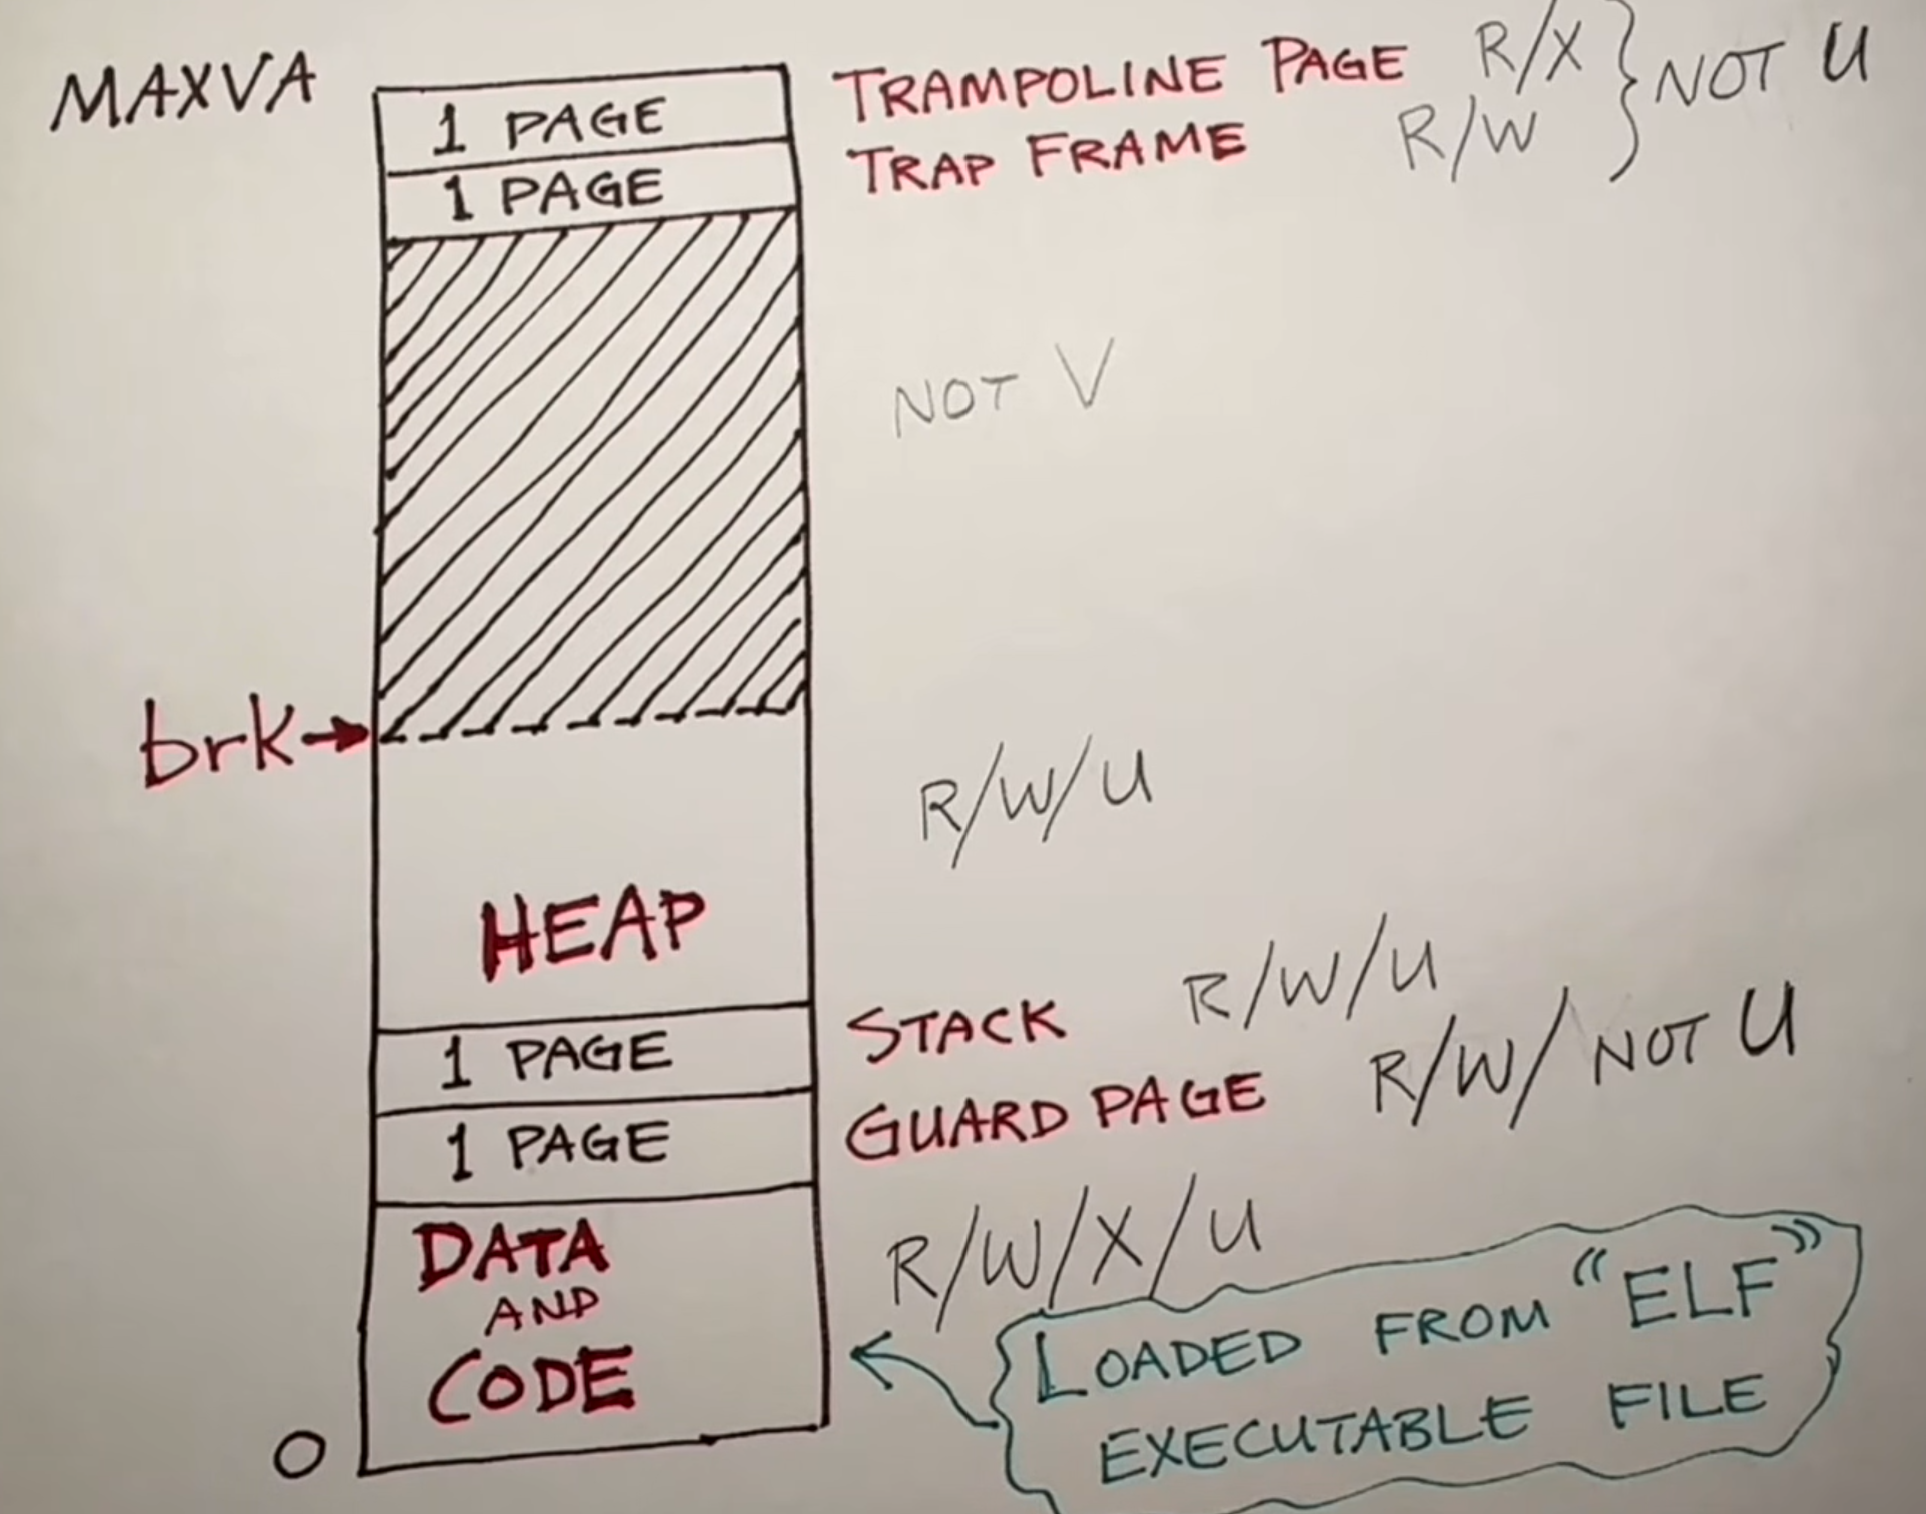 MAXVA
1 PAGE
TRAMPOLINE PAGE R/X
1 PAGE
TRAP FRAME R/W
NOT U
NOT V
brk
R/W/U
HEAP
1 PAGE
STACK R/W/U
1 PAGE
GUARD PAGE R/W/ NOT U
DATA
AND
CODE
R/W/X/U
LOADED FROM "ELF"
EXECUTABLE FILE
0